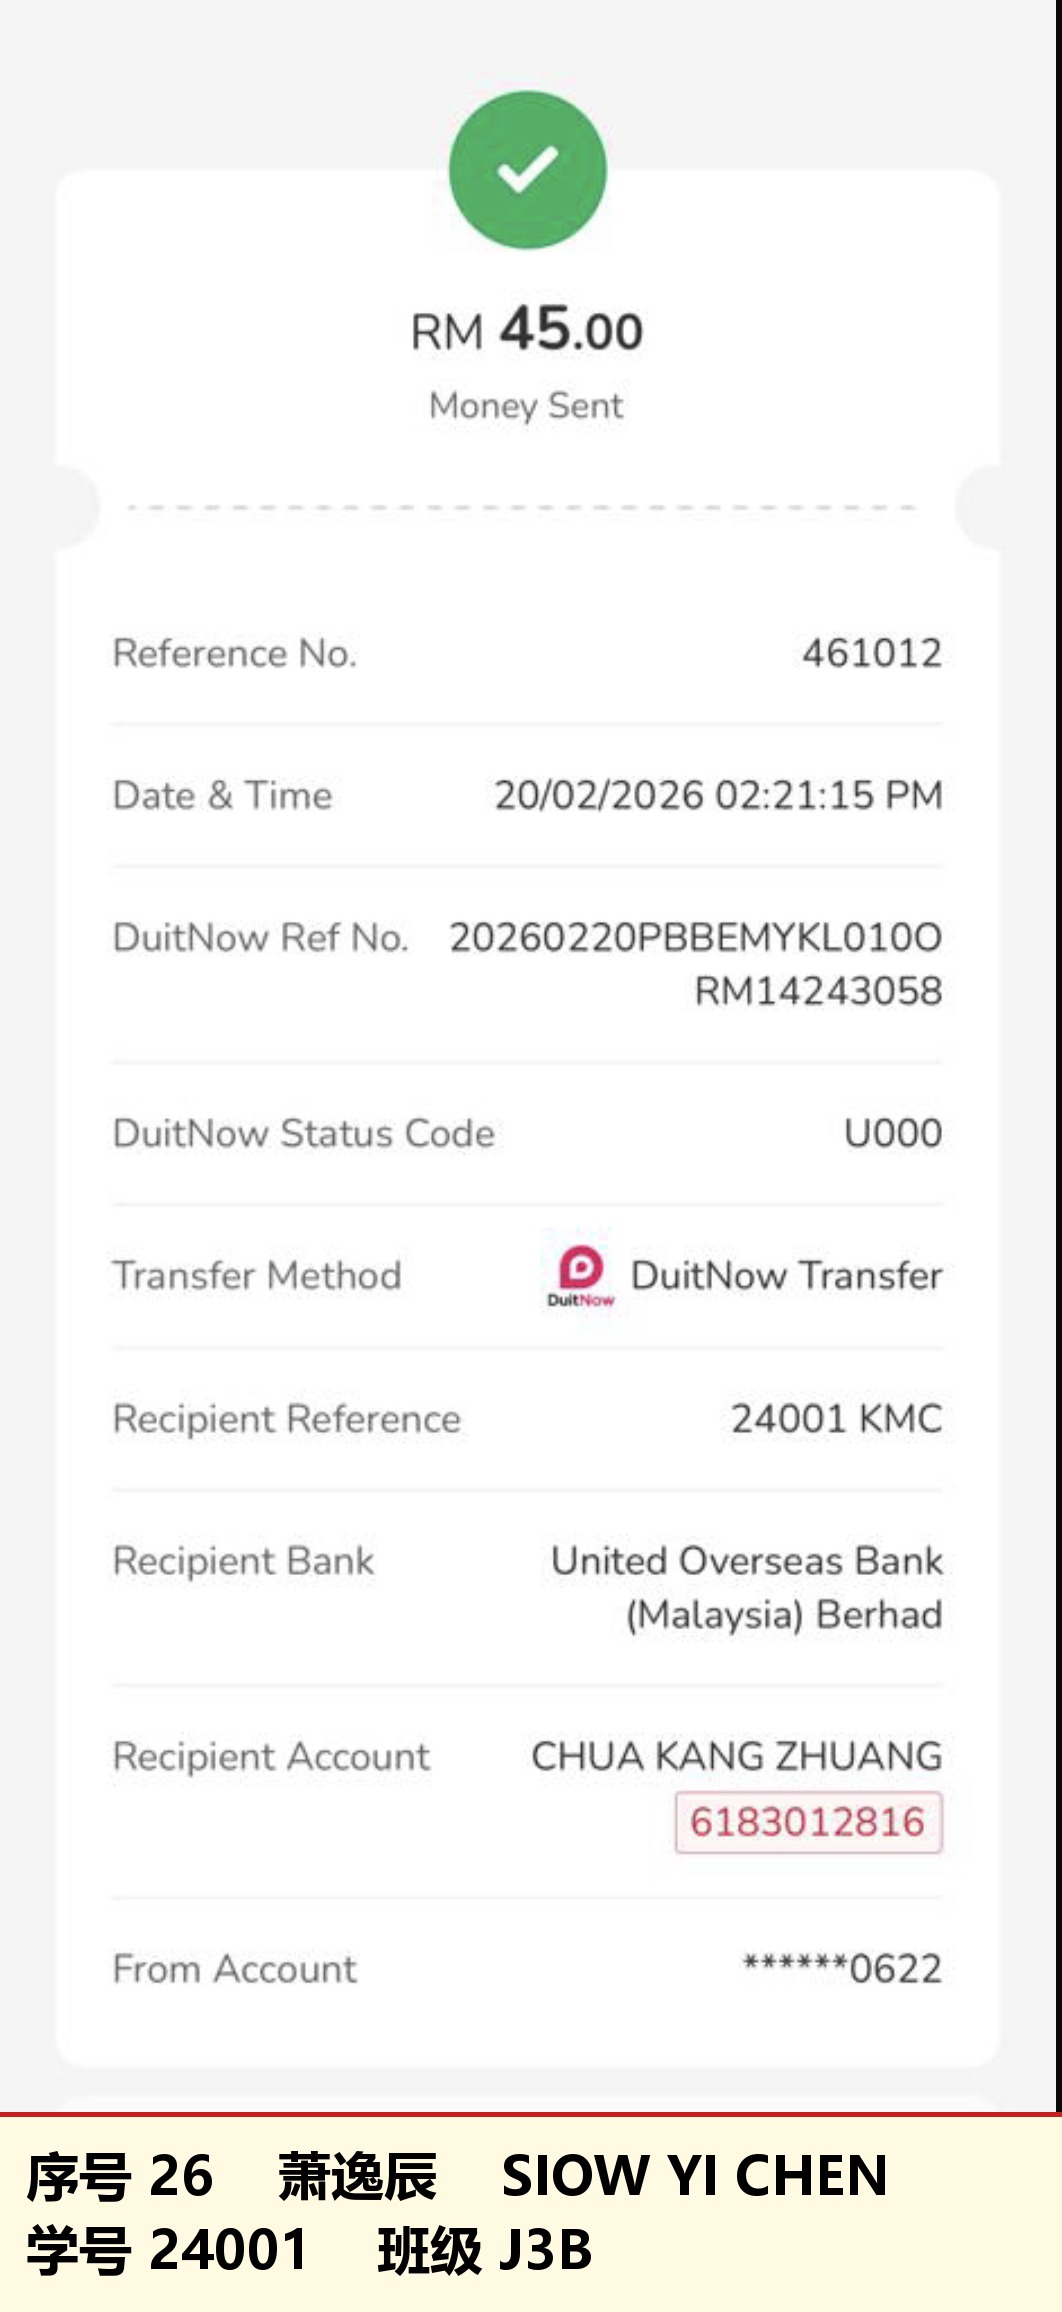 RM 45.00
Money Sent
Reference No. 461012
Date & Time 20/02/2026 02:21:15 PM
DuitNow Ref No. 20260220PBBEMYKL010O
RM14243058
DuitNow Status Code U000
Transfer Method DuitNow DuitNow Transfer
Recipient Reference 24001 KMC
Recipient Bank United Overseas Bank
(Malaysia) Berhad
Recipient Account CHUA KANG ZHUANG
6183012816
From Account ******0622
序号 26 萧逸辰 SIOW YI CHEN
学号 24001 班级 J3B